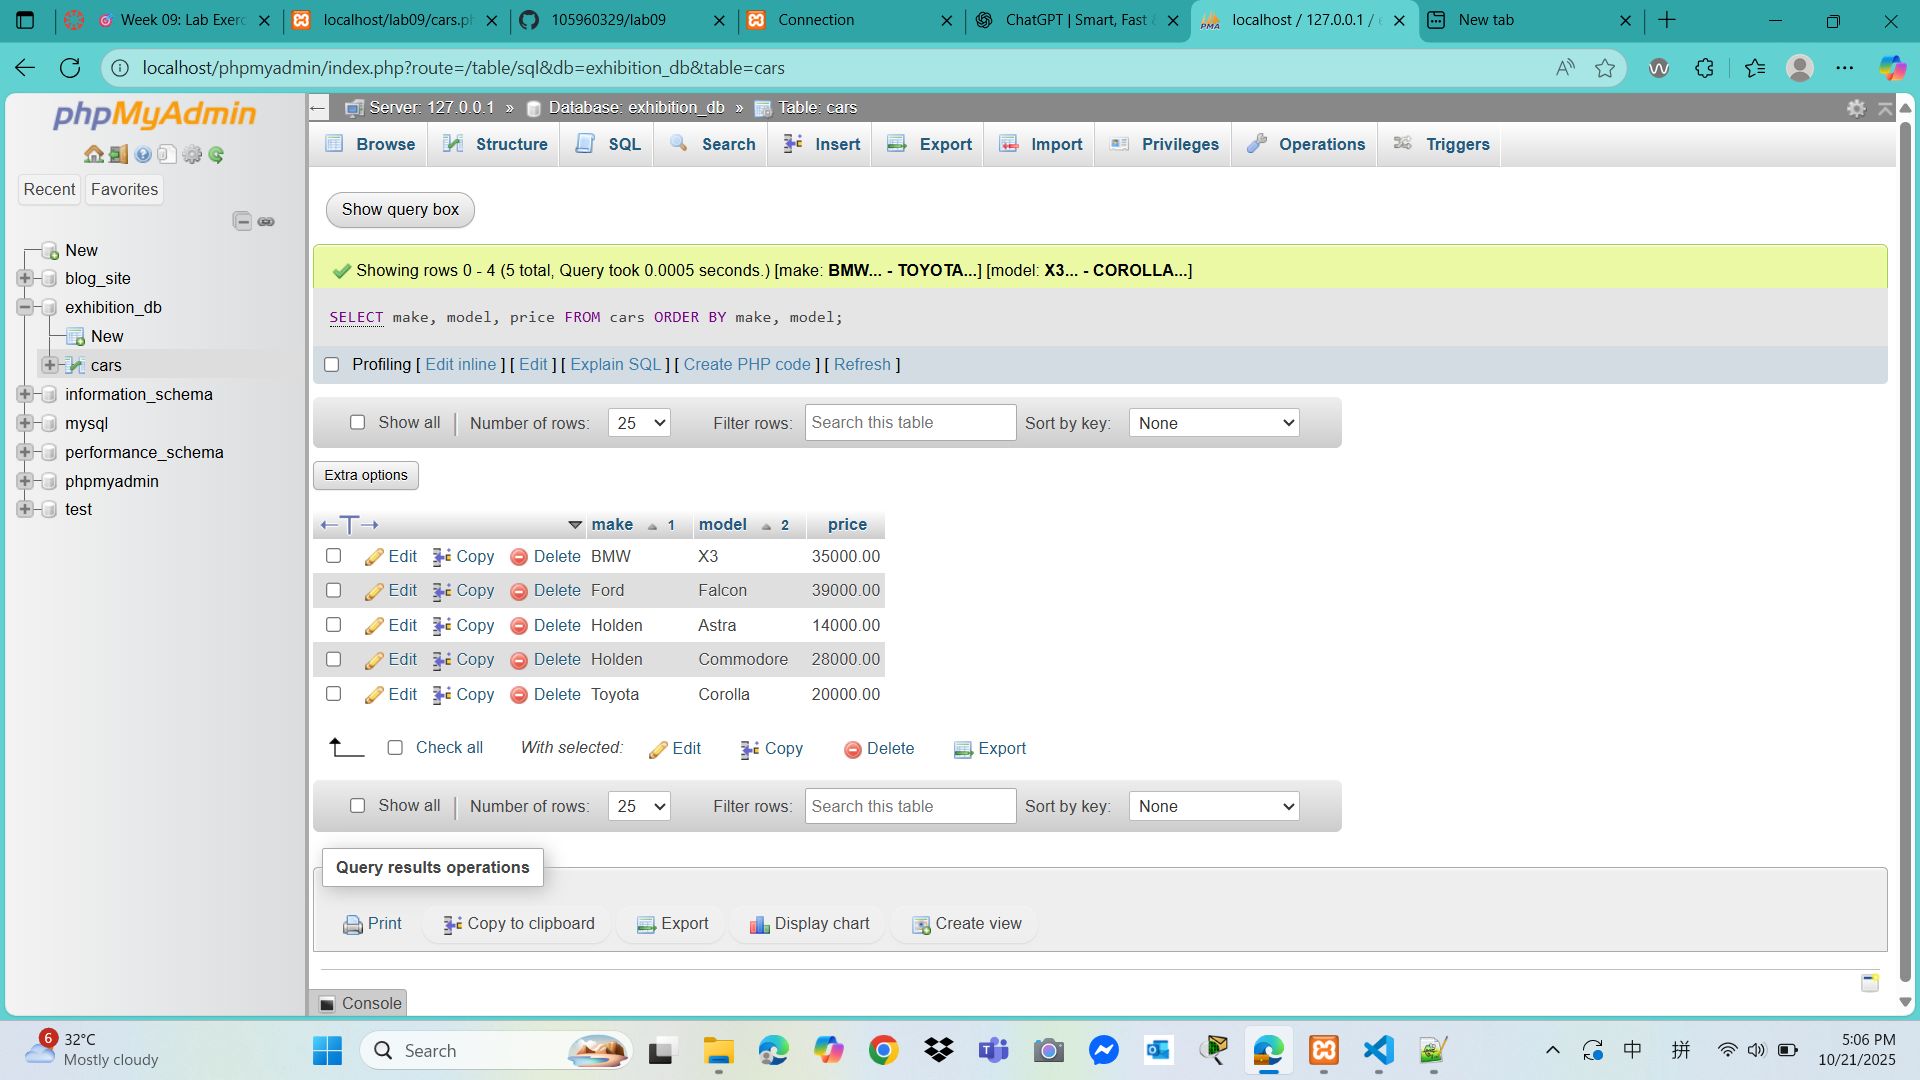 Week 09: Lab Exerc
localhost/lab09/cars.ph
105960329/lab09
Connection
ChatGPT | Smart, Fast &
localhost / 127.0.0.1 / e
New tab
localhost/phpmyadmin/index.php?route=/table/sql&db=exhibition_db&table=cars
phpMyAdmin
Recent
Favorites
New
blog_site
exhibition_db
New
cars
information_schema
mysql
performance_schema
phpmyadmin
test
Server: 127.0.0.1 » Database: exhibition_db » Table: cars
Browse Structure SQL Search Insert Export Import Privileges Operations Triggers
Show query box
Showing rows 0 - 4 (5 total, Query took 0.0005 seconds.) [make: BMW... - TOYOTA...] [model: X3... - COROLLA...]
SELECT make, model, price FROM cars ORDER BY make, model;
Profiling [ Edit inline ] [ Edit ] [ Explain SQL ] [ Create PHP code ] [ Refresh ]
Show all Number of rows: 25 Filter rows: Search this table Sort by key: None
Extra options
make 1 model 2 price
Edit Copy Delete BMW X3 35000.00
Edit Copy Delete Ford Falcon 39000.00
Edit Copy Delete Holden Astra 14000.00
Edit Copy Delete Holden Commodore 28000.00
Edit Copy Delete Toyota Corolla 20000.00
Check all With selected: Edit Copy Delete Export
Show all Number of rows: 25 Filter rows: Search this table Sort by key: None
Query results operations
Print Copy to clipboard Export Display chart Create view
Console
6
32°C
Mostly cloudy
Search
中
拼
5:06 PM
10/21/2025